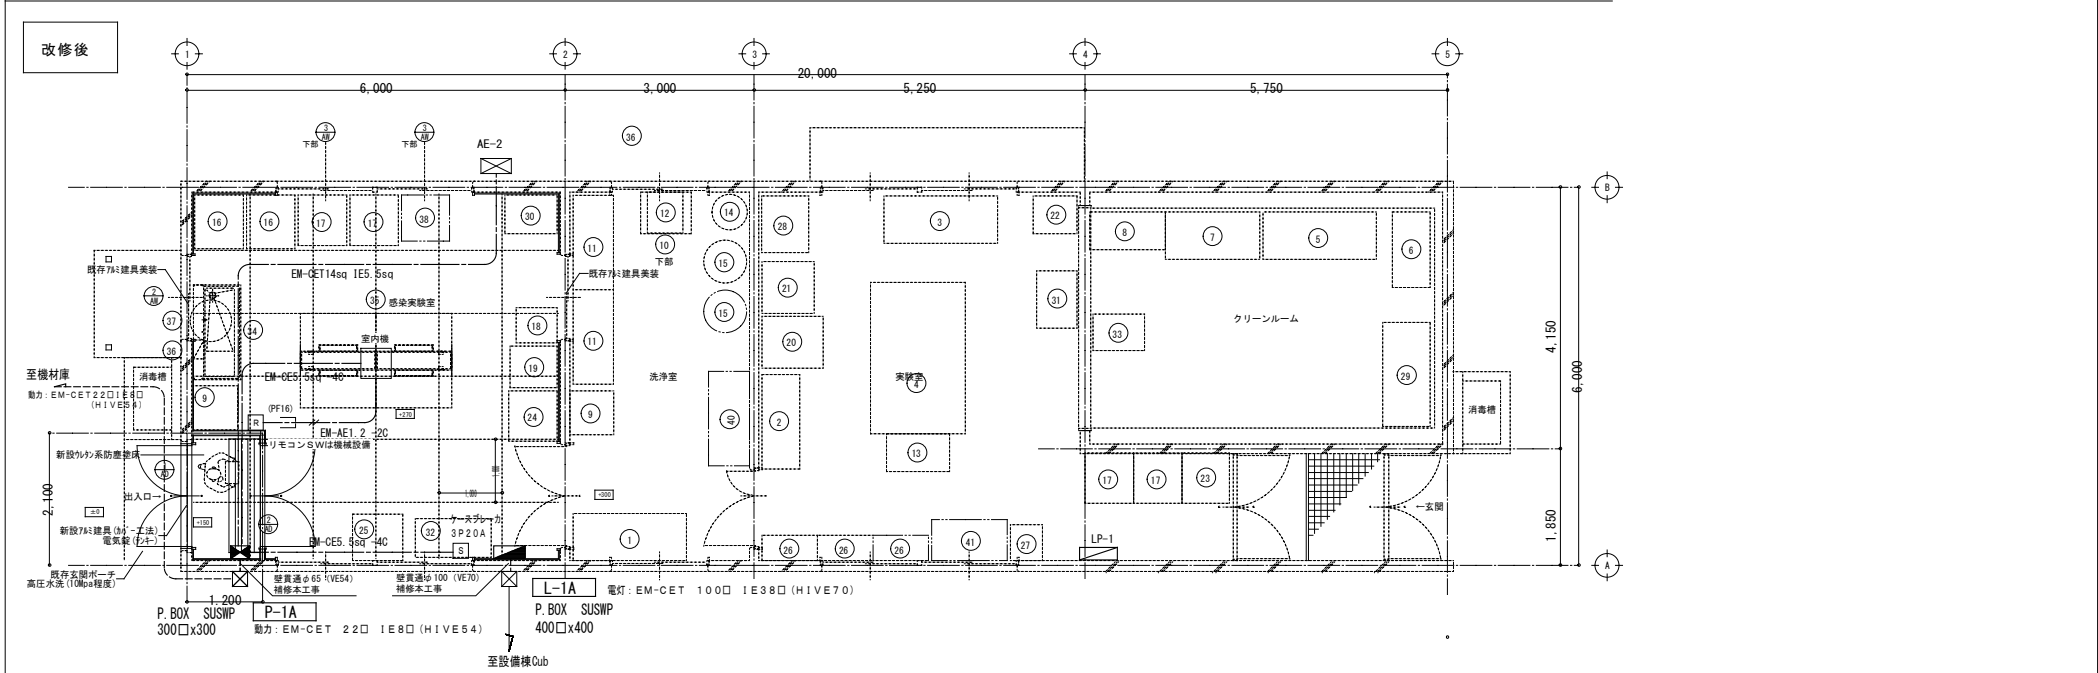 改修後
1
2
3
4
5
20,000
6,000
3,000
5,250
5,750
3
AW
下部
3
AW
下部
AE-2
36
B
16
16
17
17
38
30
12
14
28
3
22
8
7
5
6
11
10
下部
15
21
31
既存ｱﾙﾐ建具美装
EM-CET14sq IE5.5sq
既存ｱﾙﾐ建具美装
2
AW
35
感染実験室
37
34
18
15
20
33
クリーンルーム
4,150
6,000
36
室内機
11
19
洗浄室
実験室
4
29
至機材庫
消毒槽
EM-CE5.5sq -4C
動力：EM-CET22□IE8□
(HIVE54)
9
(PF16)
+270
24
9
40
2
消毒槽
R
EM-AE1.2 -2C
リモコンSWは機械設備
13
新設ｳﾚﾀﾝ系防塵塗床
AD
17
17
23
2,100
出入口→
1,000
+300
←玄関
±0
+150
新設ｱﾙﾐ建具(ｶﾊﾞｰ工法)
電気錠(ﾃﾝｷｰ)
2
AD
25
32
ケースブレーカ
3P20A
EM-CE5.5sq -4C
S
1
26
26
26
41
27
LP-1
1,850
A
既存玄関ポーチ
高圧水洗(10Mpa程度)
壁貫通φ65(VE54)
補修本工事
壁貫通φ100(VE70)
補修本工事
1,200
P.BOX SUSWP
300□x300
P-1A
動力：EM-CET 22□ IE8□(HIVE54)
L-1A
電灯：EM-CET 100□ IE38□(HIVE70)
P.BOX SUSWP
400□x400
至設備棟Cub